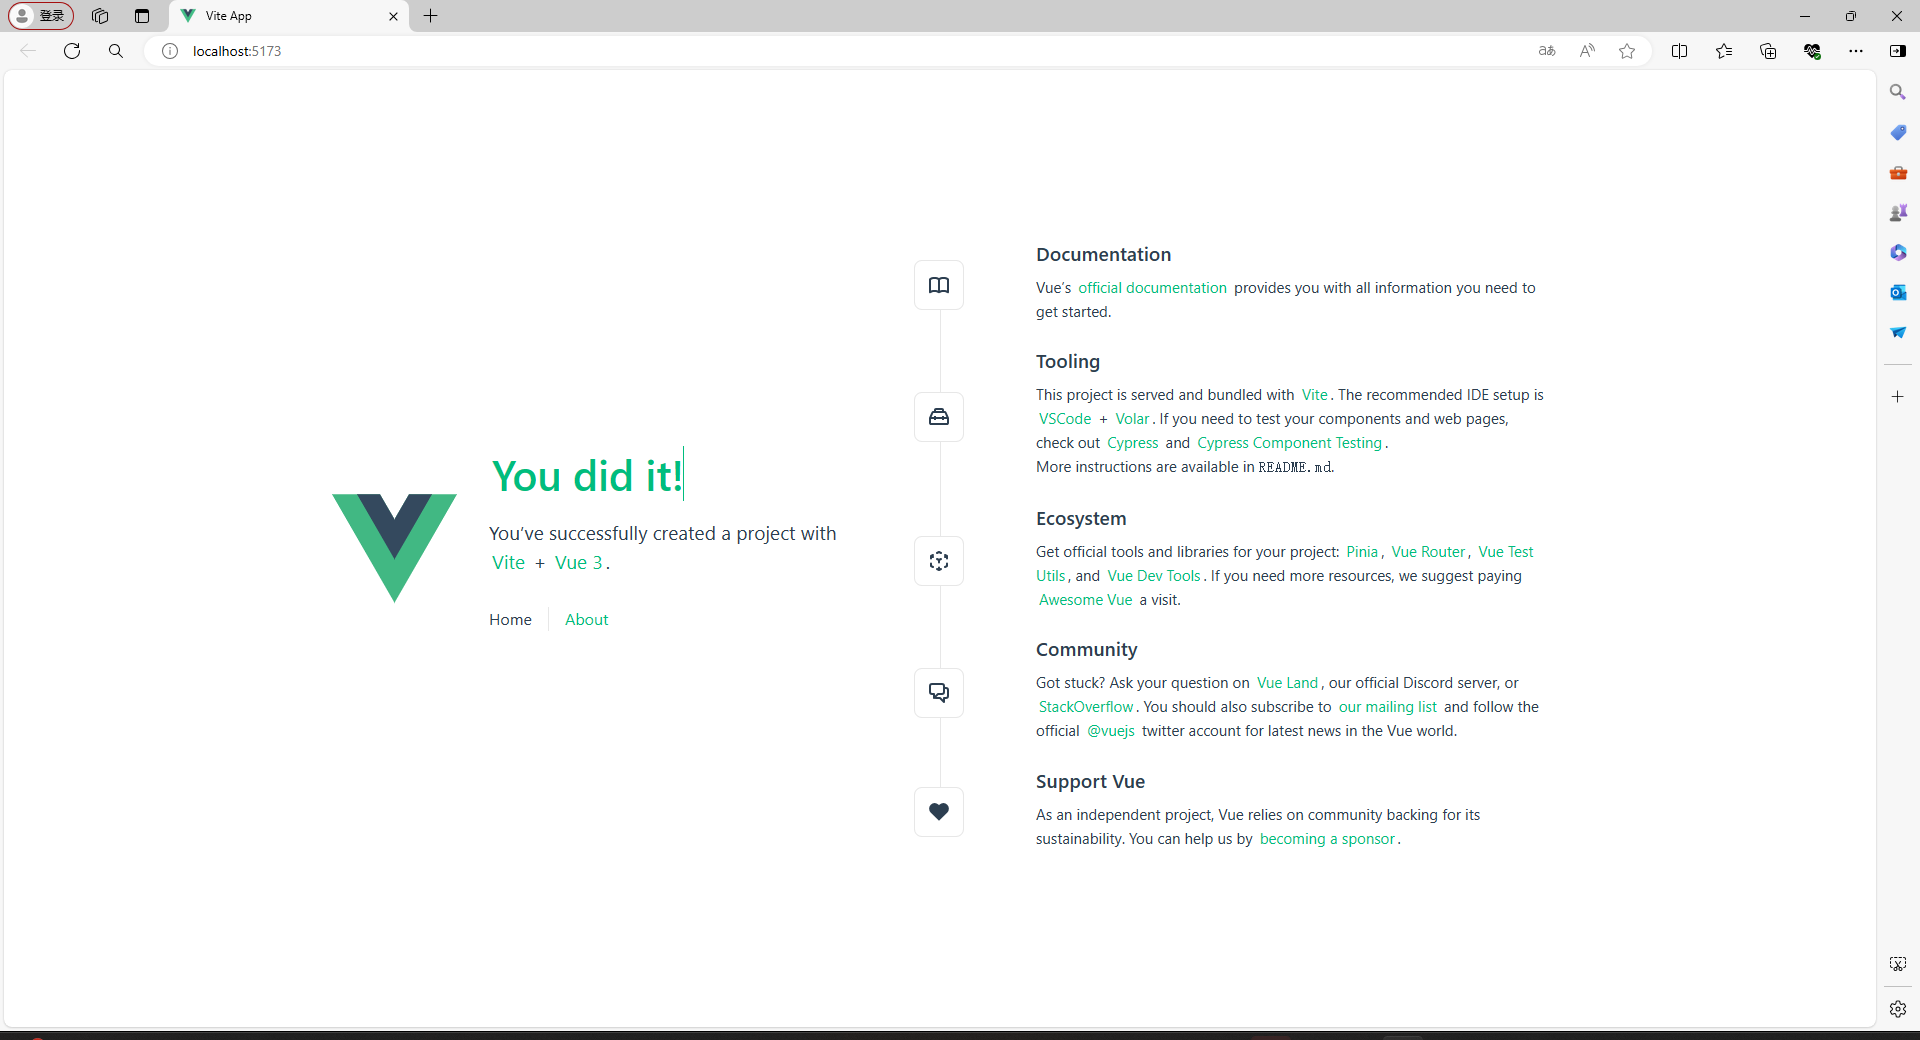 登录
Vite App
localhost:5173
You did it!
You've successfully created a project with
Vite + Vue 3.
Home
About
Documentation
Vue's official documentation provides you with all information you need to
get started.
Tooling
This project is served and bundled with Vite. The recommended IDE setup is
VSCode + Volar. If you need to test your components and web pages,
check out Cypress and Cypress Component Testing.
More instructions are available in README.md.
Ecosystem
Get official tools and libraries for your project: Pinia, Vue Router, Vue Test
Utils, and Vue Dev Tools. If you need more resources, we suggest paying
Awesome Vue a visit.
Community
Got stuck? Ask your question on Vue Land, our official Discord server, or
StackOverflow. You should also subscribe to our mailing list and follow the
official @vuejs twitter account for latest news in the Vue world.
Support Vue
As an independent project, Vue relies on community backing for its
sustainability. You can help us by becoming a sponsor.